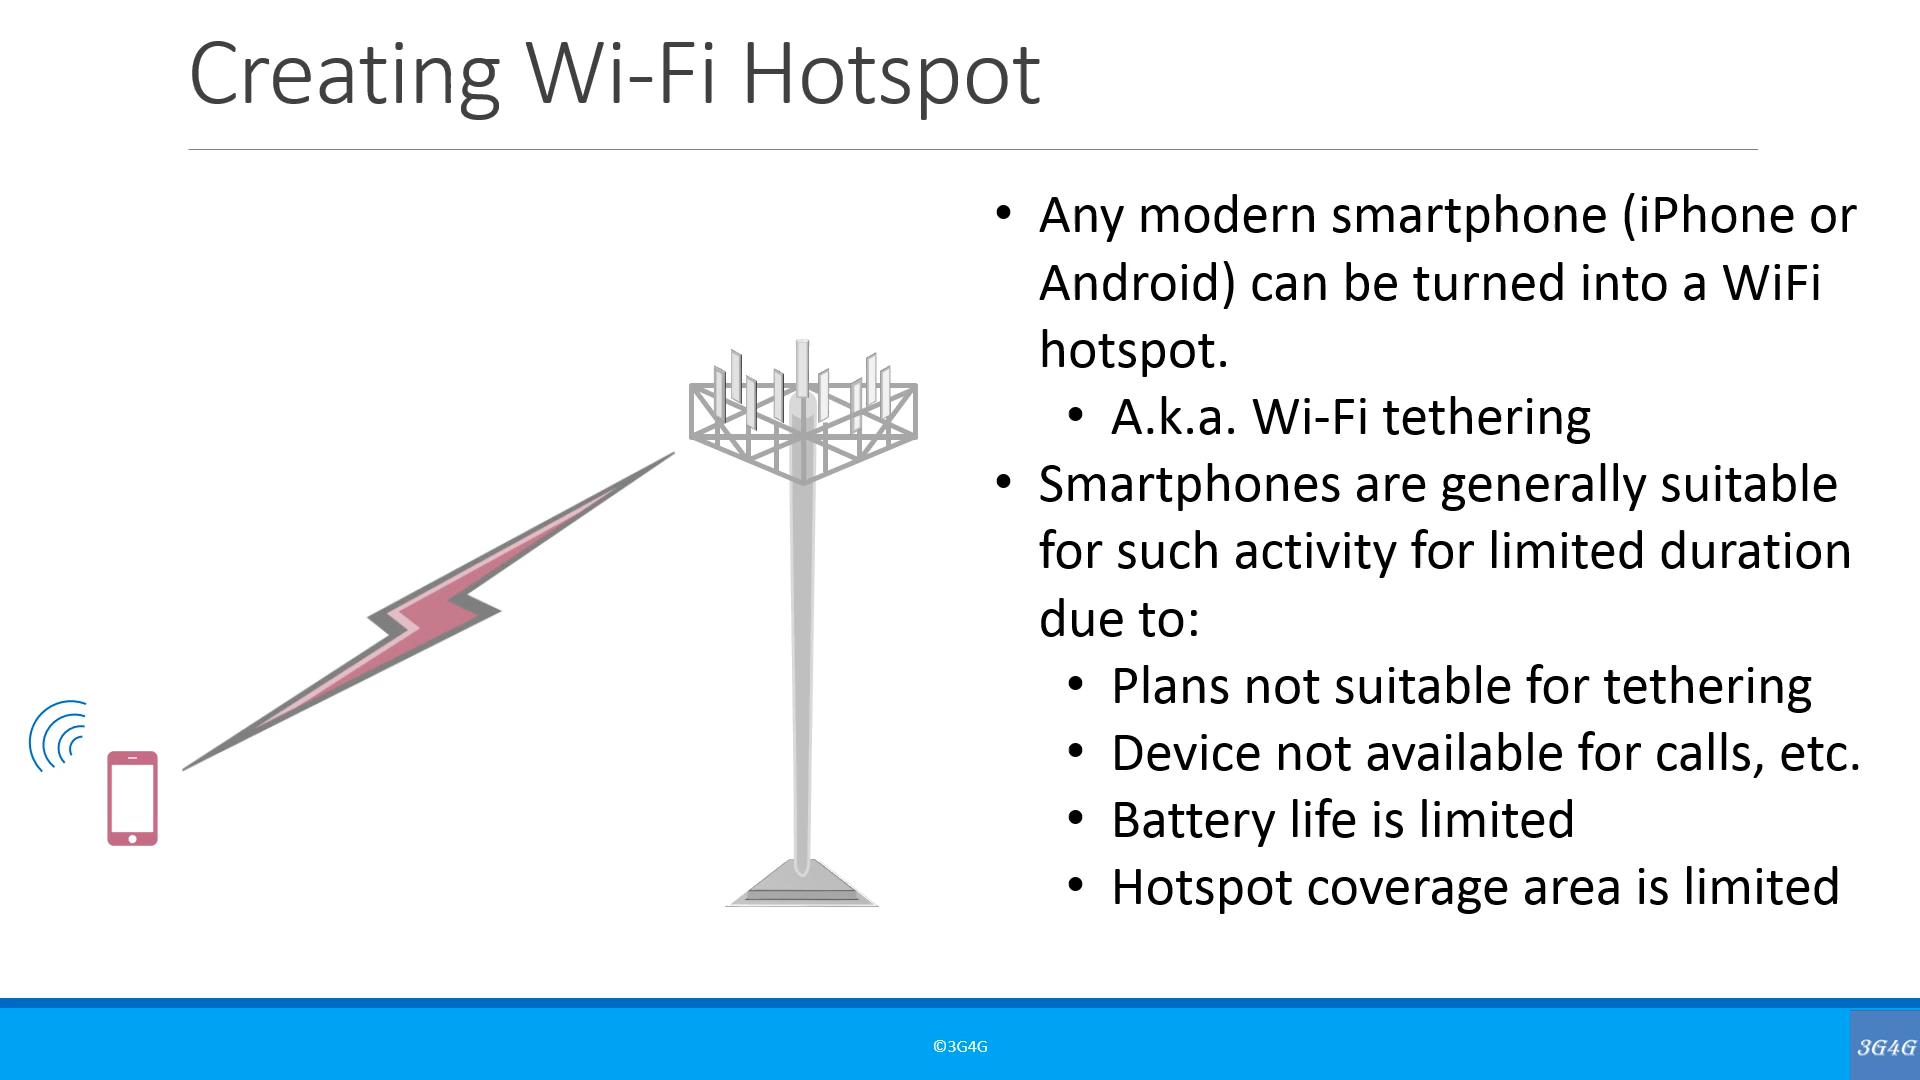 Creating Wi-Fi Hotspot
• Any modern smartphone (iPhone or
Android) can be turned into a WiFi
hotspot.
• A.k.a. Wi-Fi tethering
• Smartphones are generally suitable
for such activity for limited duration
due to:
• Plans not suitable for tethering
• Device not available for calls, etc.
• Battery life is limited
• Hotspot coverage area is limited
©3G4G
3G4G